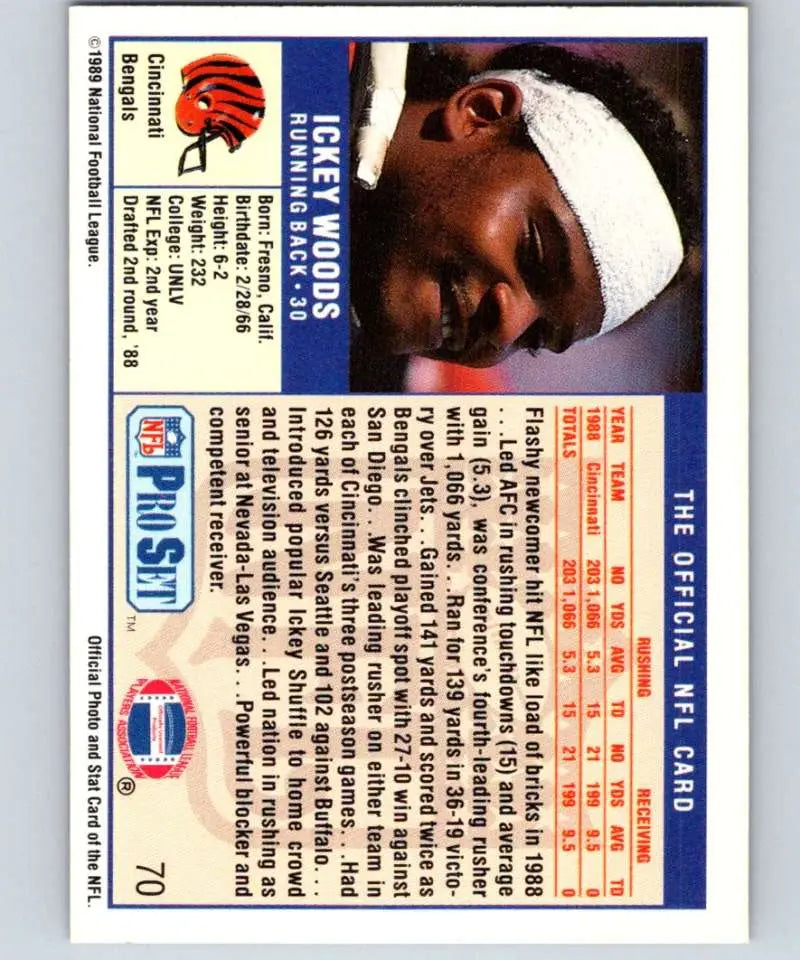 THE OFFICIAL NFL CARD
ICKEY WOODS
RUNNING BACK • 30
Cincinnati
Bengals
Born: Fresno, Calif.
Birthdate: 2/28/66
Height: 6-2
Weight: 232
College: UNLV
NFL Exp: 2nd year
Drafted 2nd round, '88
RUSHING RECEIVING
YEAR TEAM NO YDS AVG TD NO YDS AVG TD
1988 Cincinnati 203 1,066 5.3 15 21 199 9.5 0
TOTALS 203 1,066 5.3 15 21 199 9.5 0
Flashy newcomer hit NFL like load of bricks in 1988
. . .Led AFC in rushing touchdowns (15) and average
gain (5.3), was conference's fourth-leading rusher
with 1,066 yards. . .Ran for 139 yards in 36-19 victo-
ry over Jets. . .Gained 141 yards and scored twice as
Bengals clinched playoff spot with 27-10 win against
San Diego. . .Was leading rusher on either team in
each of Cincinnati's three postseason games. . .Had
126 yards versus Seattle and 102 against Buffalo. . .
Introduced popular Ickey Shuffle to home crowd
and television audience. . .Led nation in rushing as
senior at Nevada-Las Vegas. . .Powerful blocker and
competent receiver.
NFL
PRO SET
TM
NATIONAL FOOTBALL LEAGUE
PLAYERS ASSOCIATION
Officially Licensed
Product
®
70
©1989 National Football League.
Official Photo and Stat Card of the NFL.